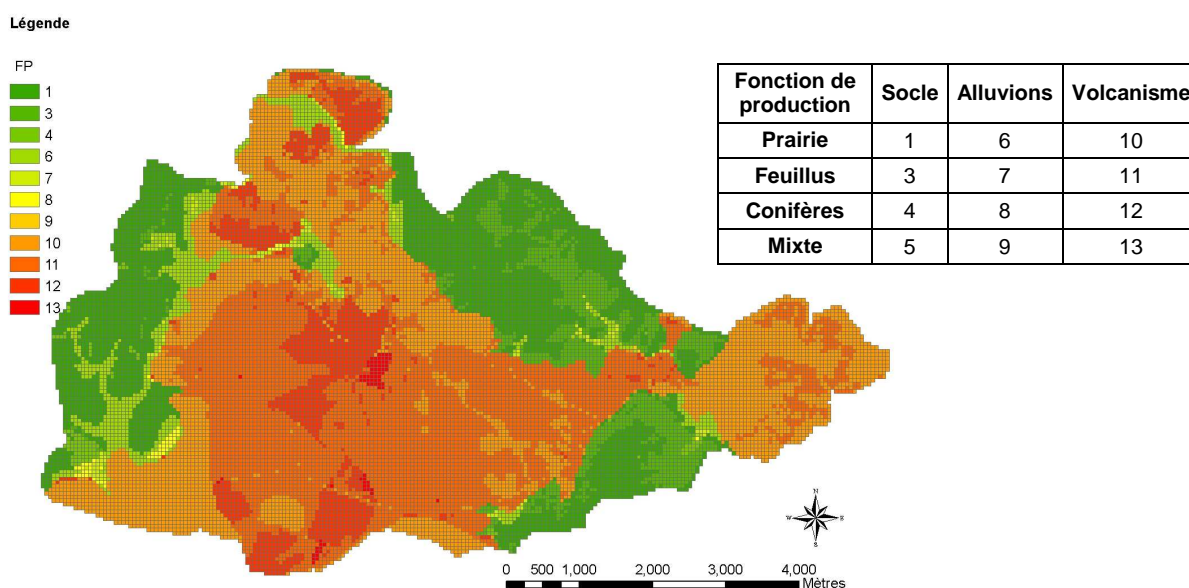 Légende
FP
1
3
4
6
7
8
9
10
11
12
13
Fonction de production Socle Alluvions Volcanisme
Prairie 1 6 10
Feuillus 3 7 11
Conifères 4 8 12
Mixte 5 9 13
N
W E
S
0 500 1,000 2,000 3,000 4,000
Mètres